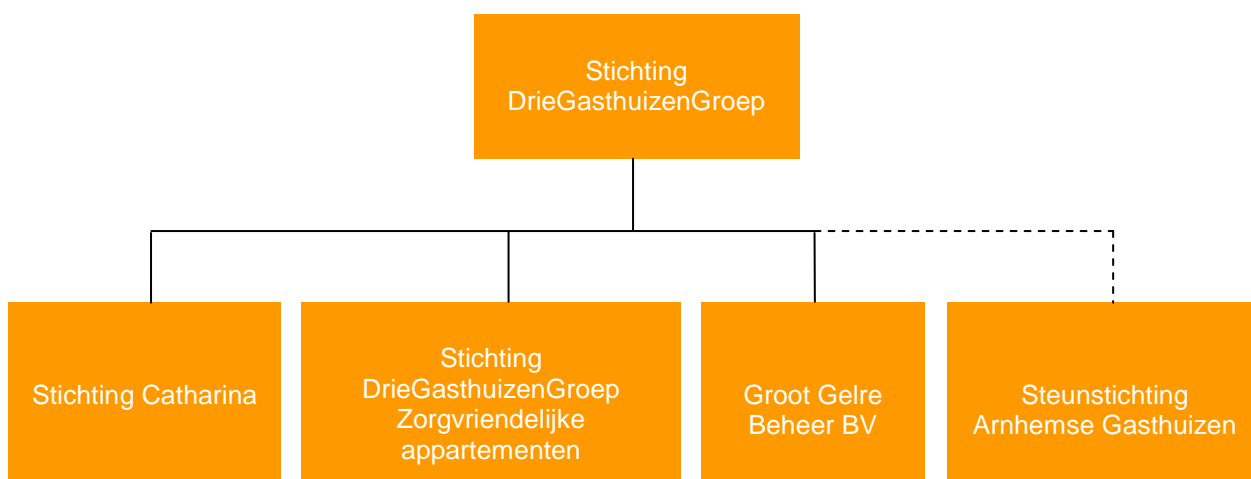 Stichting
DrieGasthuizenGroep
Stichting Catharina
Stichting
DrieGasthuizenGroep
Zorgvriendelijke
appartementen
Groot Gelre
Beheer BV
Steunstichting
Arnhemse Gasthuizen